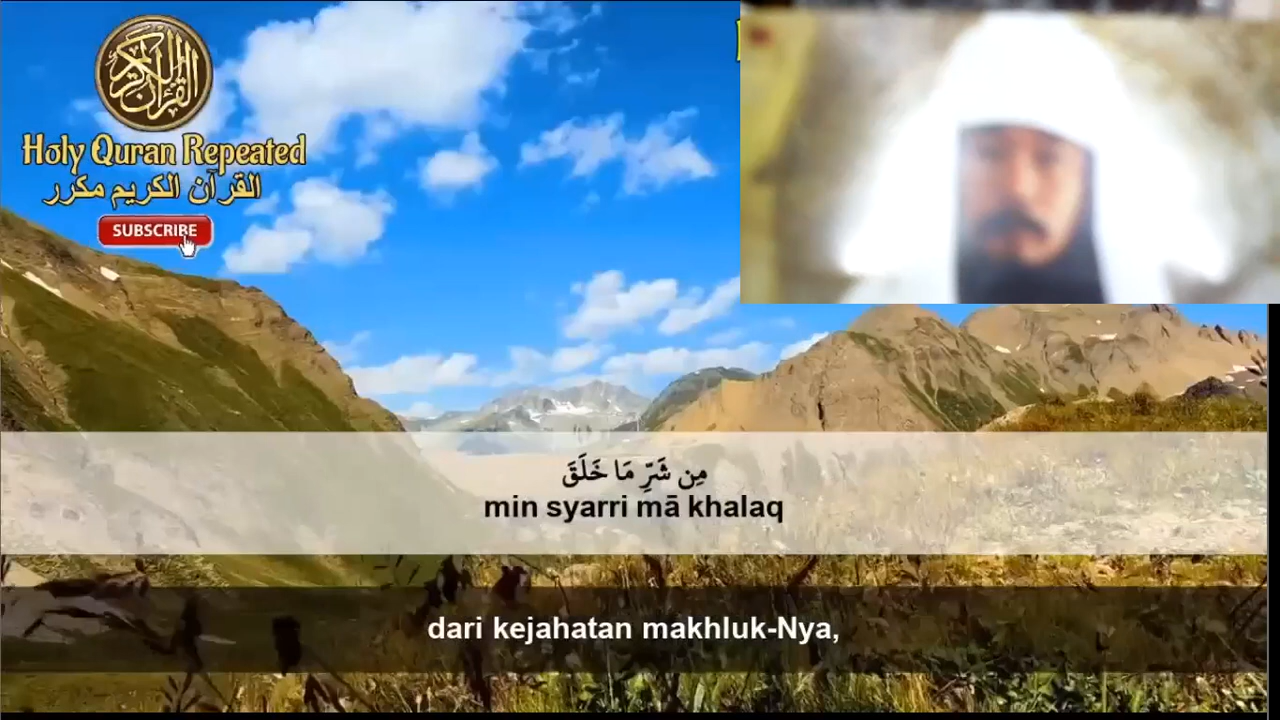 Holy Quran Repeated
القرآن الكريم مكرر
SUBSCRIBE
مِن شَرِّ مَا خَلَقَ
min syarri mā khalaq
dari kejahatan makhluk-Nya,